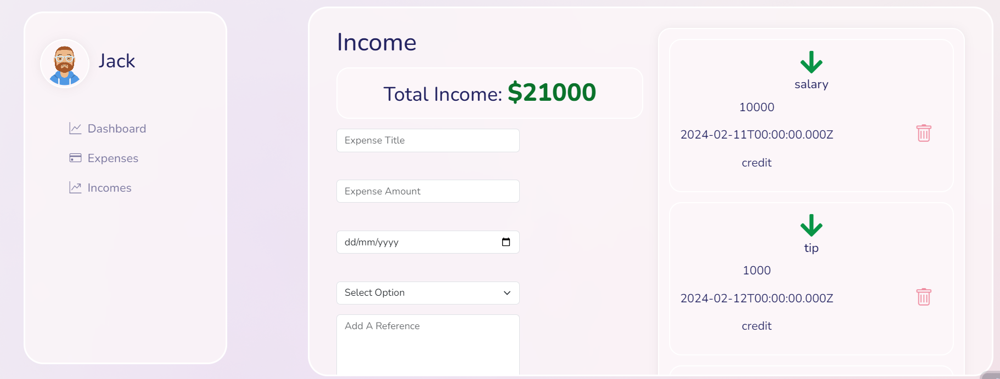 Jack
Dashboard
Expenses
Incomes
Income
Total Income: $21000
Expense Title
Expense Amount
dd/mm/yyyy
Select Option
Add A Reference
salary
10000
2024-02-11T00:00:00.000Z
credit
tip
1000
2024-02-12T00:00:00.000Z
credit